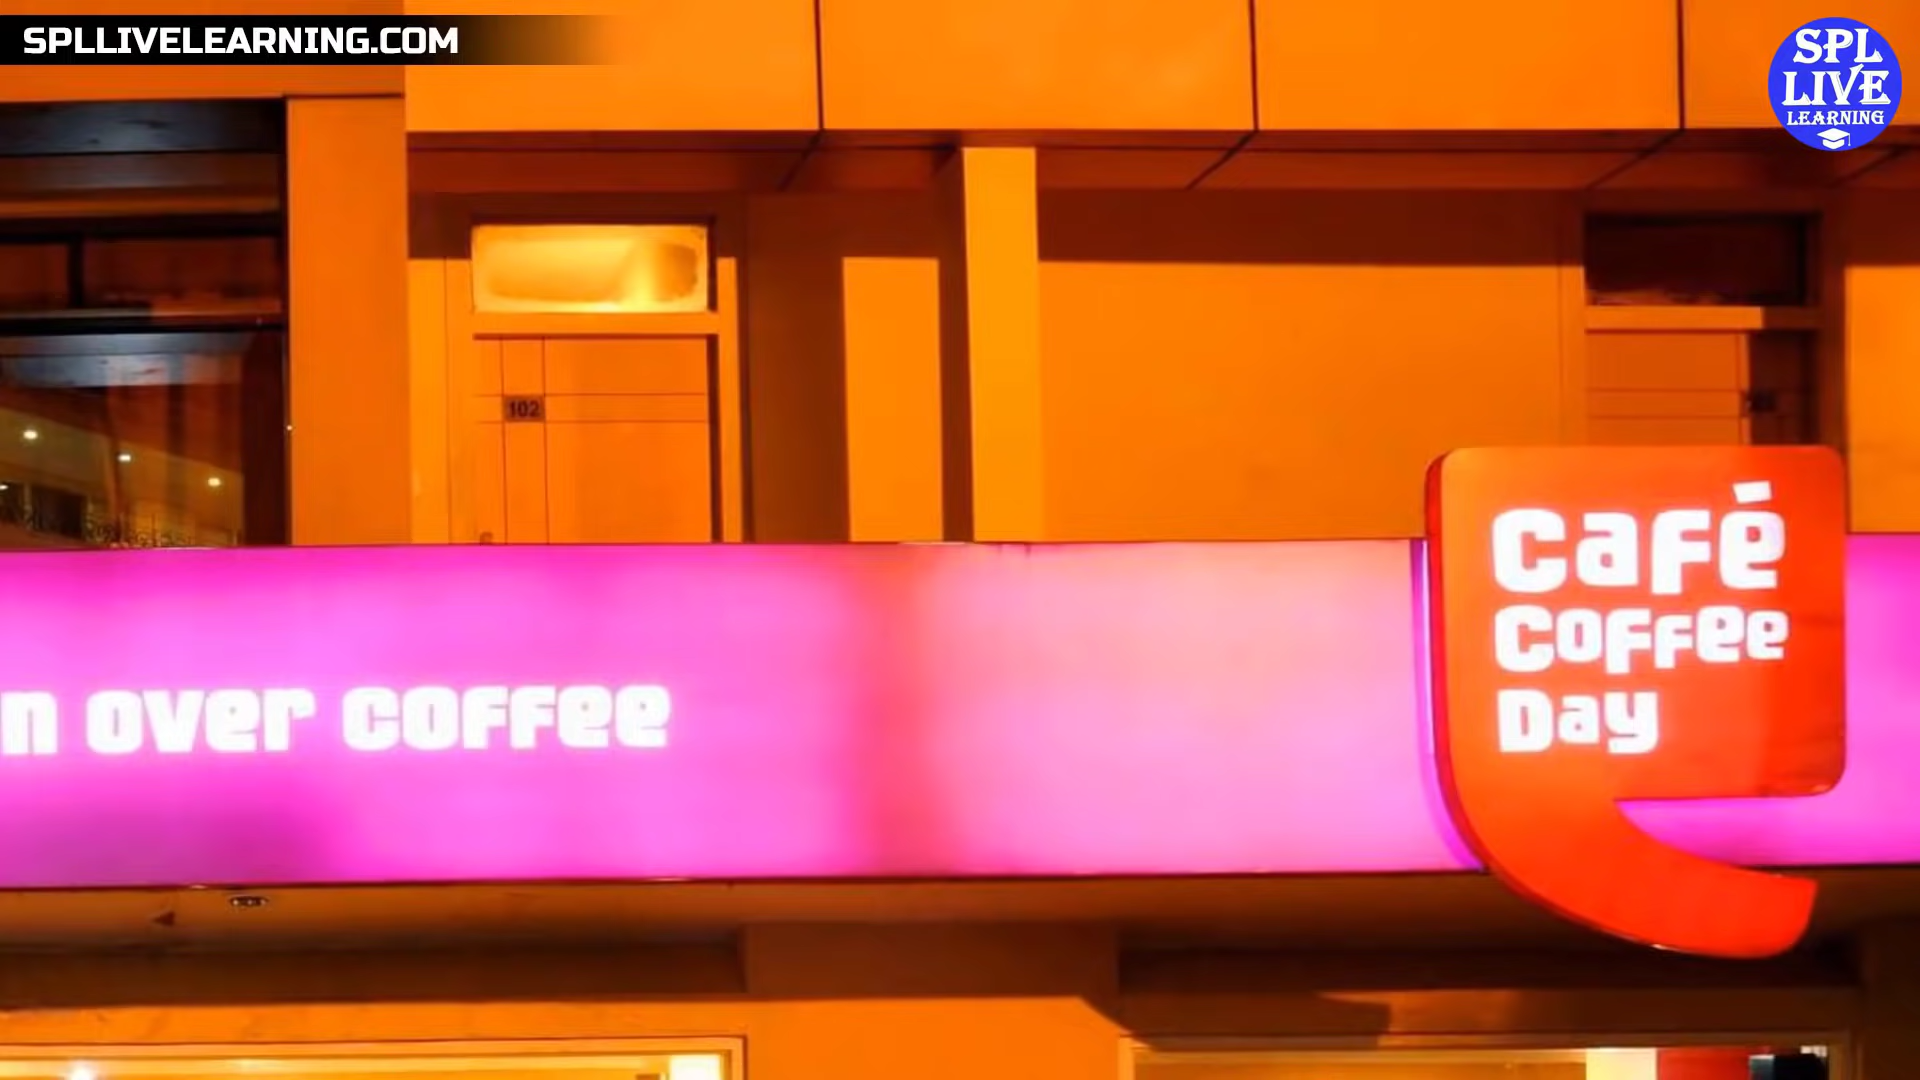 SPLLIVELEARNING.COM
SPL
LIVE
LEARNING
102
café
coffee
Day
n over coffee